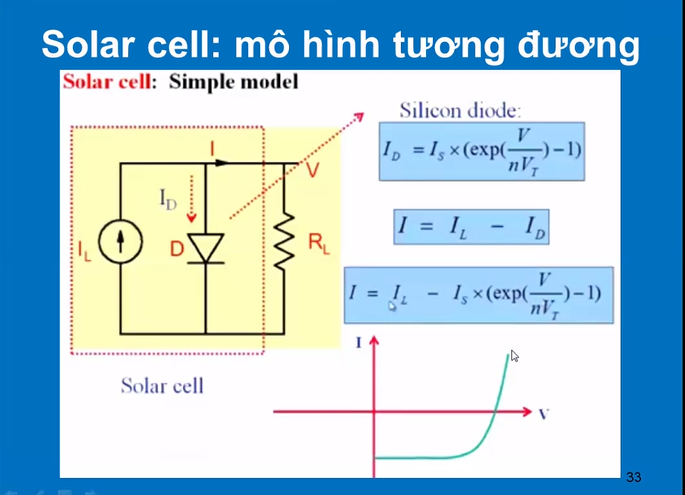 Solar cell: mô hình tương đương
Solar cell: Simple model
Silicon diode:
I_D = I_S × (exp(V/nV_T) − 1)
I
V
I_D
I_L
D
R_L
I = I_L − I_D
I = I_L − I_S × (exp(V/nV_T) − 1)
Solar cell
I
V
33